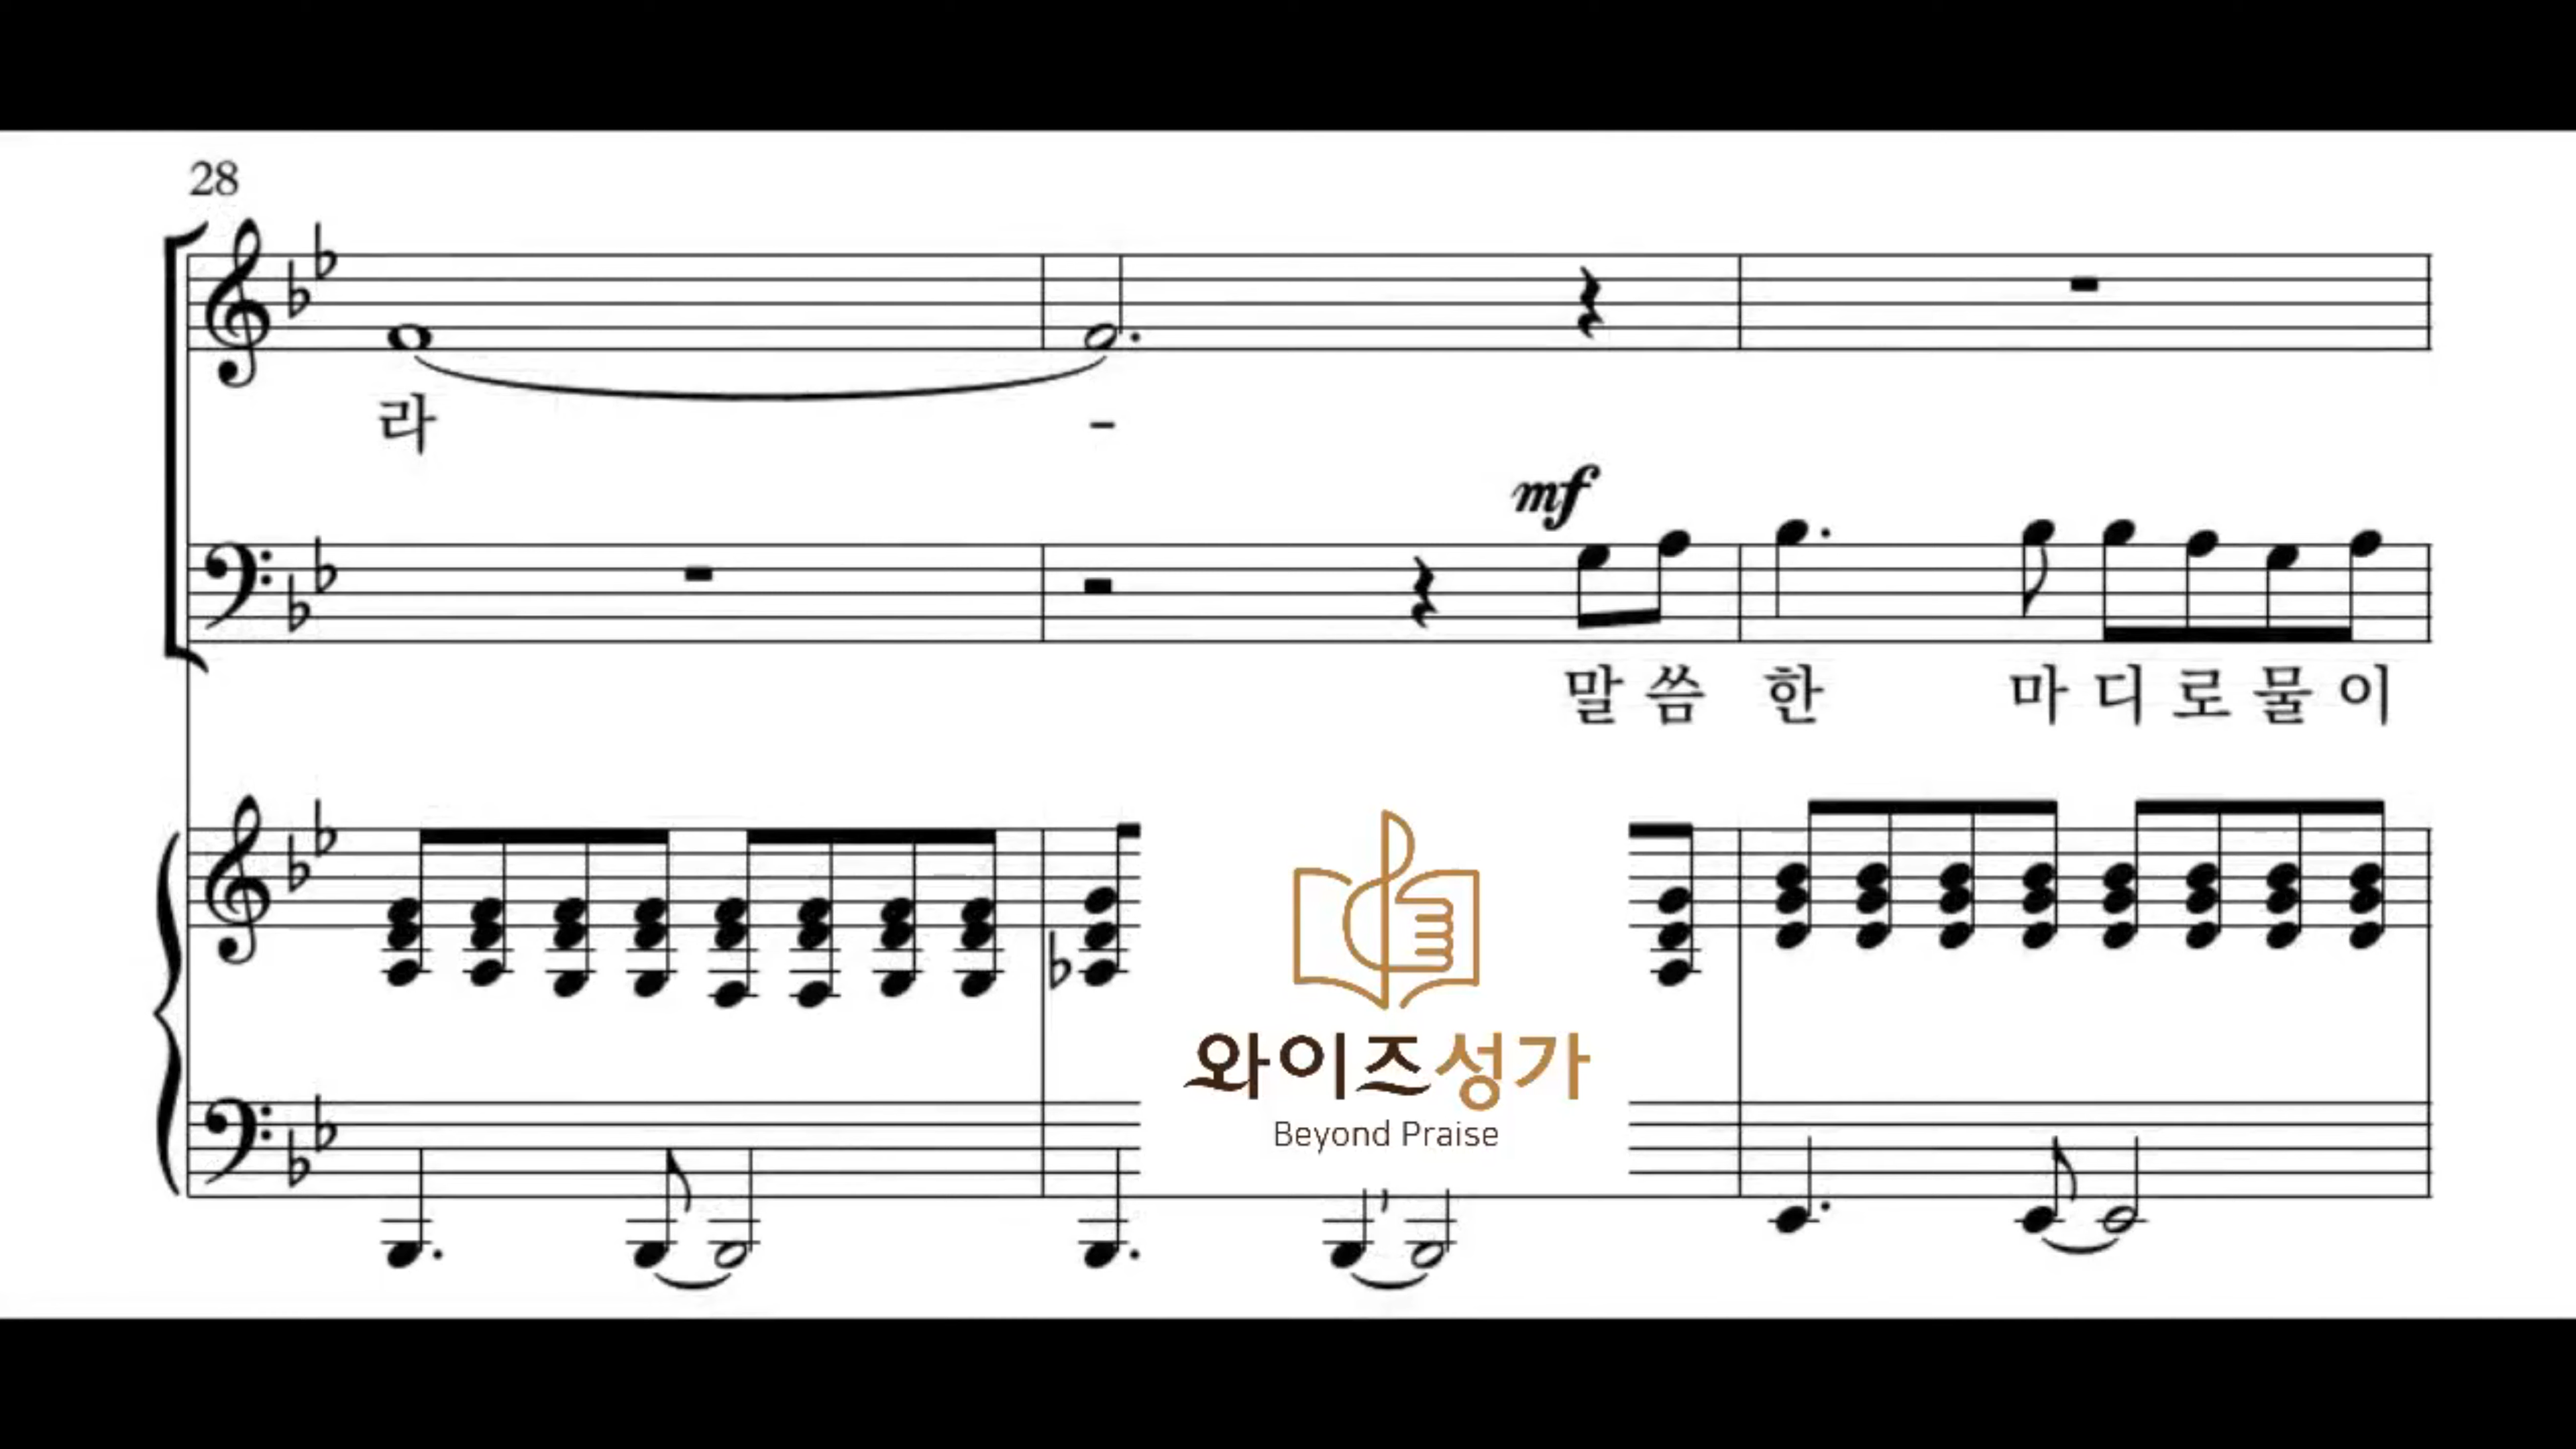 28
라 -
mf
말 씀 한 마 디 로 물 이
와이즈성가
Beyond Praise